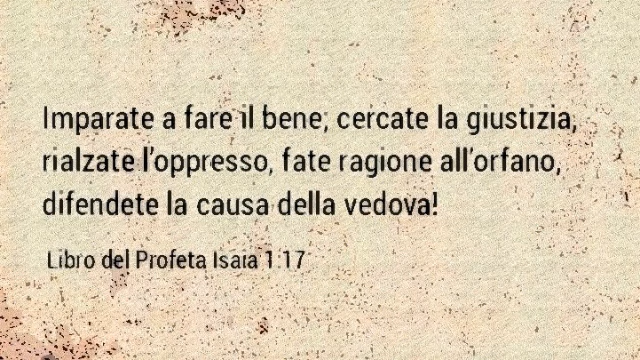 Imparate a fare il bene; cercate la giustizia,
rialzate l'oppresso, fate ragione all'orfano,
difendete la causa della vedova!
Libro del Profeta Isaia 1:17